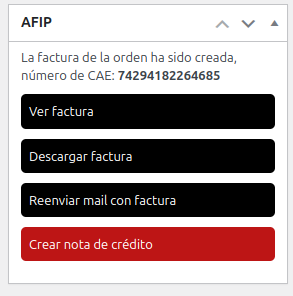 AFIP
La factura de la orden ha sido creada,
número de CAE: 74294182264685
Ver factura
Descargar factura
Reenviar mail con factura
Crear nota de crédito